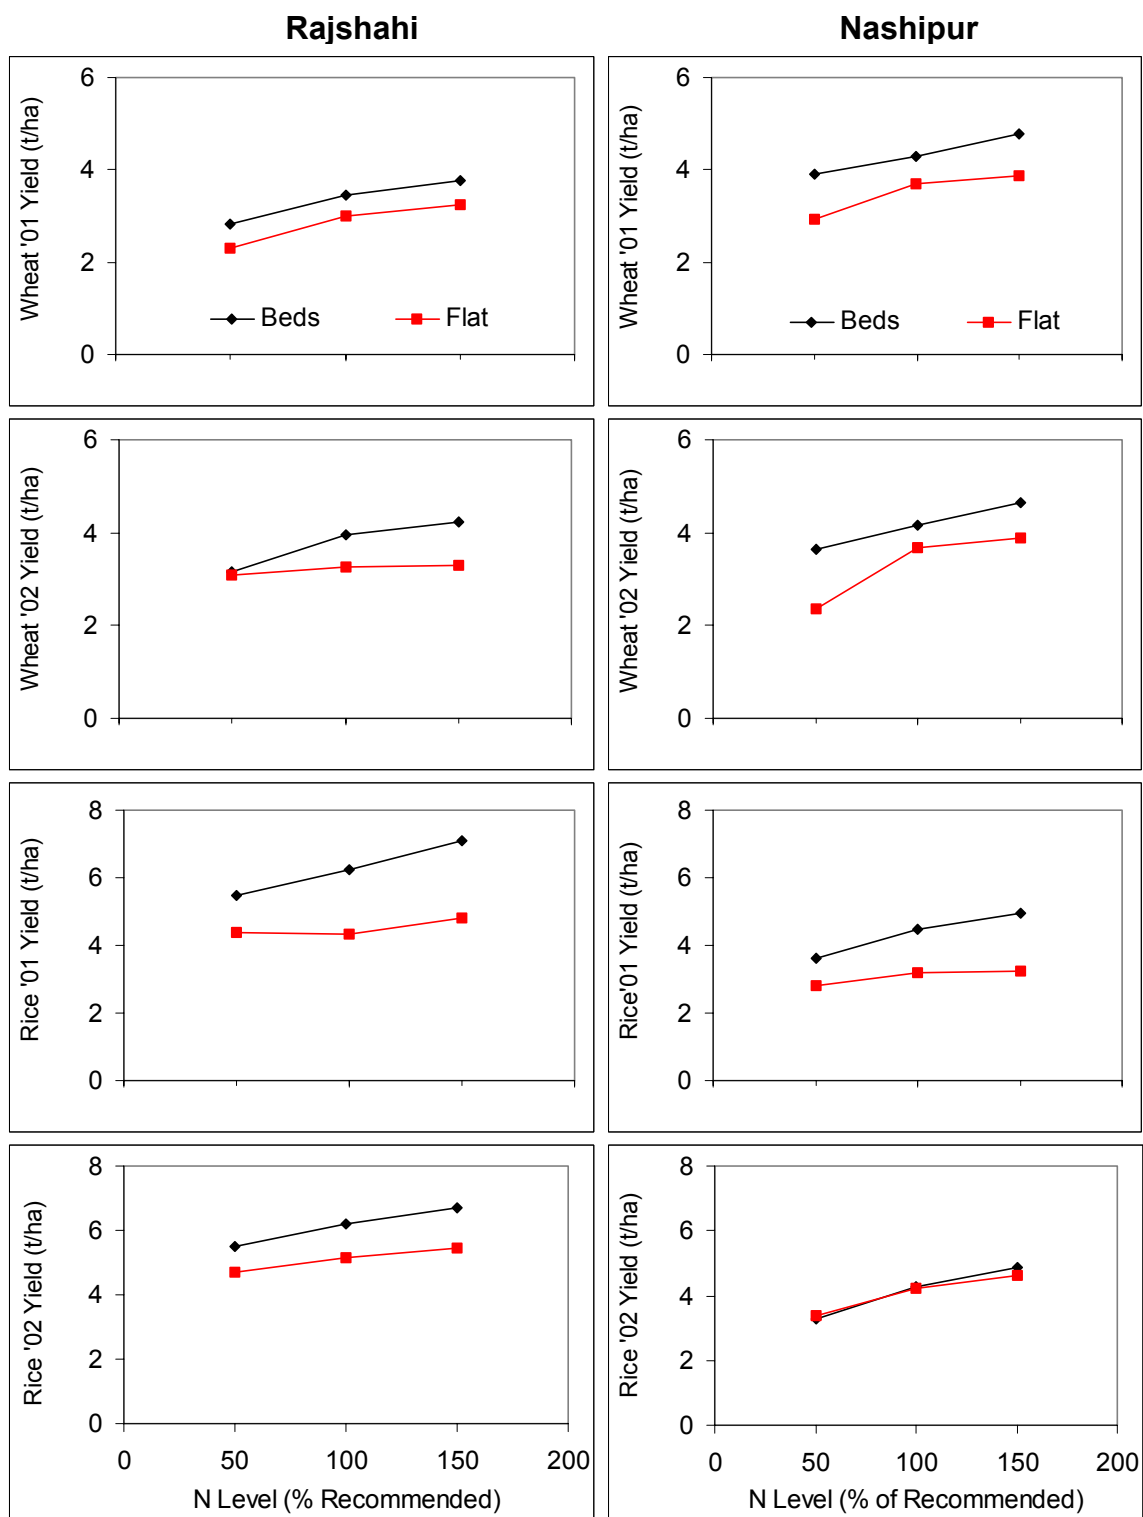 Rajshahi
Nashipur
Wheat '01 Yield (t/ha)
6
4
2
0
Beds
Flat
Wheat '01 Yield (t/ha)
6
4
2
0
Beds
Flat
Wheat '02 Yield (t/ha)
6
4
2
0
Wheat '02 Yield (t/ha)
6
4
2
0
Rice '01 Yield (t/ha)
8
6
4
2
0
Rice'01 Yield (t/ha)
8
6
4
2
0
Rice '02 Yield (t/ha)
8
6
4
2
0
0 50 100 150 200
N Level (% Recommended)
Rice '02 Yield (t/ha)
8
6
4
2
0
0 50 100 150 200
N Level (% of Recommended)